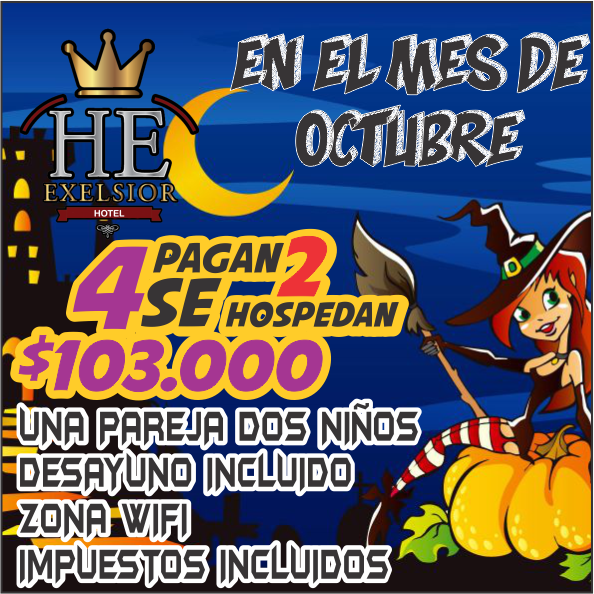 EN EL MES DE
OCTUBRE
HE
EXELSIOR
HOTEL
PAGAN 2
4 SE HOSPEDAN
$103.000
UNA PAREJA DOS NIÑOS
DESAYUNO INCLUIDO
ZONA WIFI
IMPUESTOS INCLUIDOS